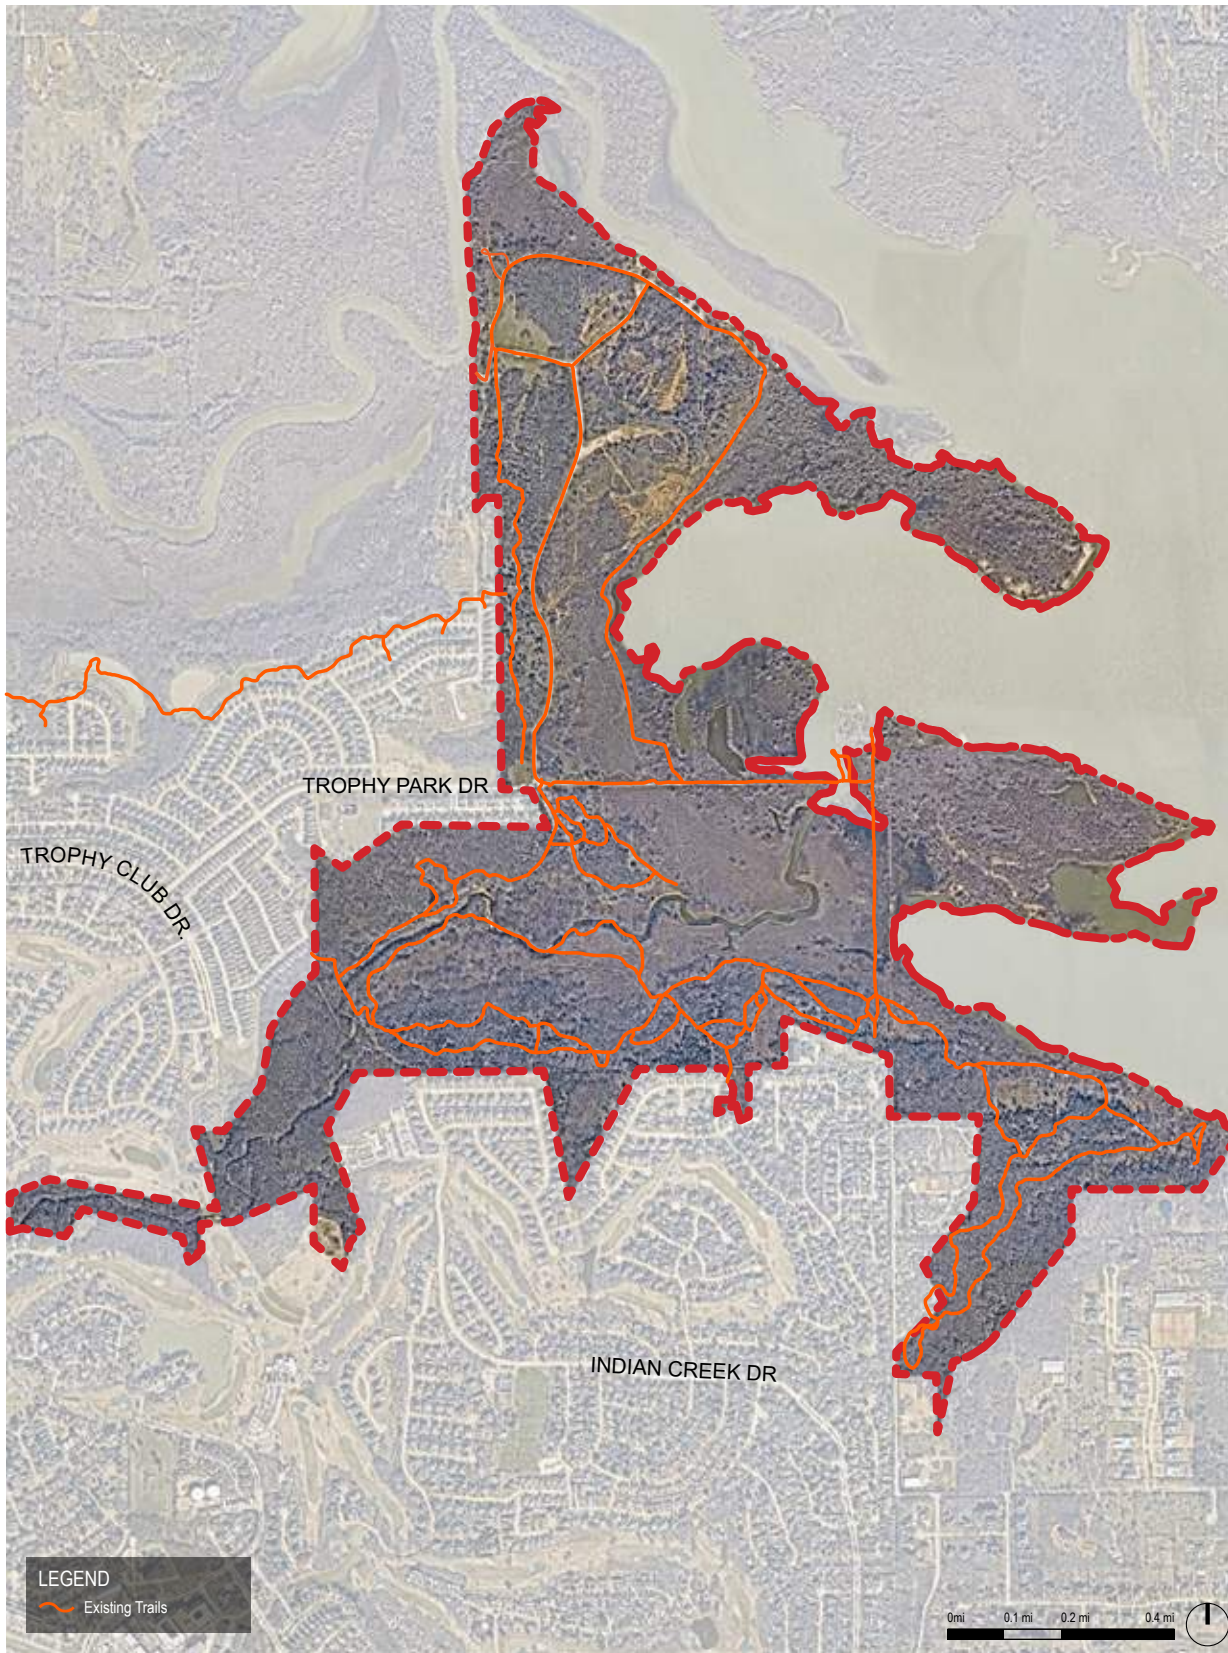 TROPHY PARK DR
TROPHY CLUB DR.
INDIAN CREEK DR
LEGEND
Existing Trails
0mi 0.1 mi 0.2 mi 0.4 mi